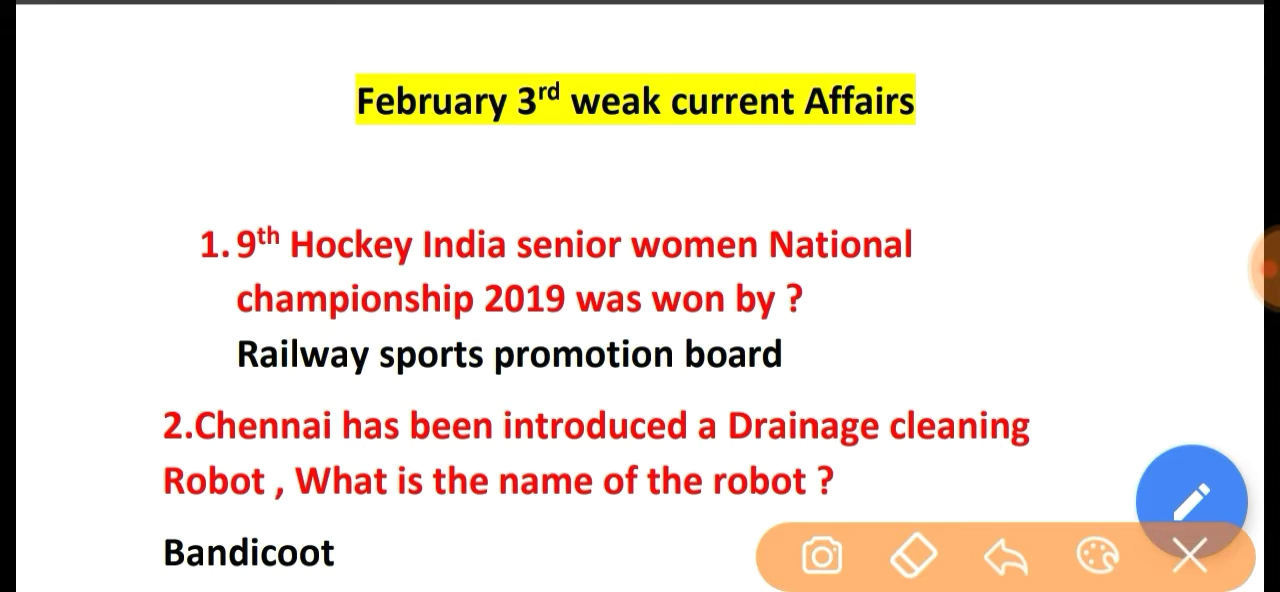 February 3rd weak current Affairs
1. 9th Hockey India senior women National
championship 2019 was won by ?
Railway sports promotion board
2.Chennai has been introduced a Drainage cleaning
Robot , What is the name of the robot ?
Bandicoot